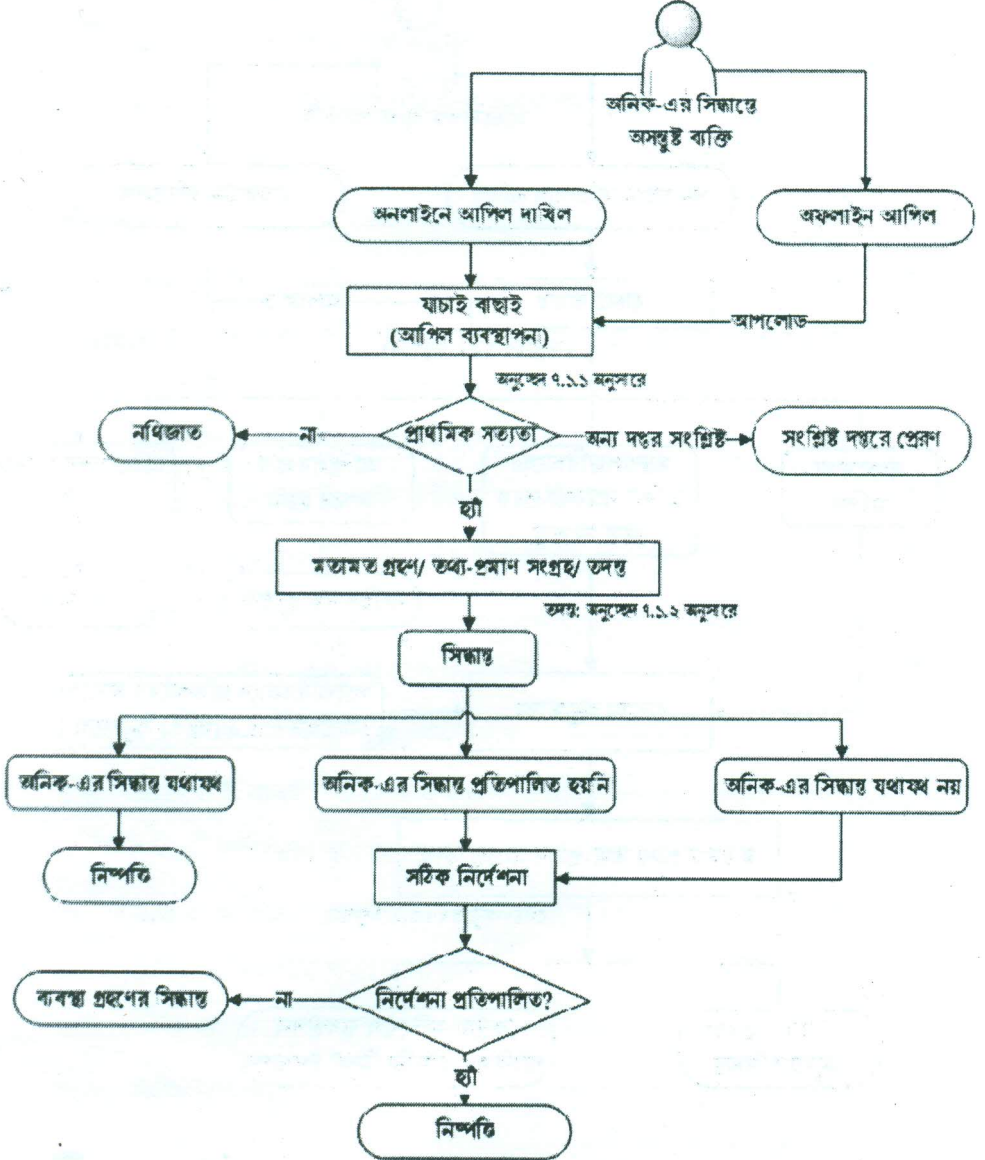 অনিক-এর সিদ্ধান্তে
অসন্তুষ্ট ব্যক্তি
অনলাইনে আপিল দাখিল
অফলাইন আপিল
যাচাই বাছাই
(আপিল ব্যবস্থাপনা)
আপলোড
অনুচ্ছেদ ৭.১.১ অনুসারে
নথিজাত
না
প্রাথমিক সত্যতা
অন্য দপ্তর সংশ্লিষ্ট
সংশ্লিষ্ট দপ্তরে প্রেরণ
হ্যাঁ
মতামত গ্রহণ/ তথ্য-প্রমাণ সংগ্রহ/ তদন্ত
তদন্ত: অনুচ্ছেদ ৭.১.২ অনুসারে
সিদ্ধান্ত
অনিক-এর সিদ্ধান্ত যথাযথ
অনিক-এর সিদ্ধান্ত প্রতিপালিত হয়নি
অনিক-এর সিদ্ধান্ত যথাযথ নয়
নিষ্পত্তি
সঠিক নির্দেশনা
ব্যবস্থা গ্রহণের সিদ্ধান্ত
না
নির্দেশনা প্রতিপালিত?
হ্যাঁ
নিষ্পত্তি